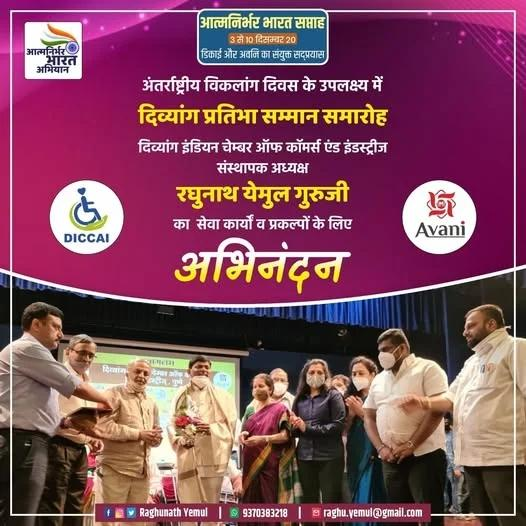 आत्मनिर्भर
भारत
अभियान
आत्मनिर्भर भारत सप्ताह
3 से 10 दिसम्बर 20
डिकाई और अवनि का संयुक्त सद्प्रयास
अंतर्राष्ट्रीय विकलांग दिवस के उपलक्ष्य में
दिव्यांग प्रतिभा सम्मान समारोह
दिव्यांग इंडियन चेम्बर ऑफ कॉमर्स एंड इंडस्ट्रीज
संस्थापक अध्यक्ष
रघुनाथ येमुल गुरुजी
का सेवा कार्यों व प्रकल्पों के लिए
अभिनंदन
DICCAI
Avani
Raghunath Yemul | 9370383218 | raghu.yemul@gmail.com